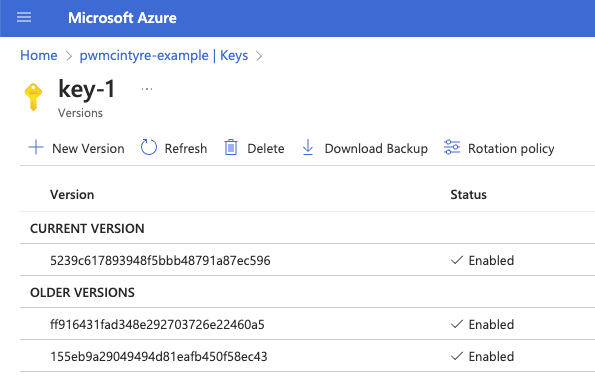 Microsoft Azure
Home > pwmcintyre-example | Keys >
key-1 ...
Versions
+ New Version Refresh Delete Download Backup Rotation policy
Version Status
CURRENT VERSION
5239c617893948f5bbb48791a87ec596 Enabled
OLDER VERSIONS
ff916431fad348e292703726e22460a5 Enabled
155eb9a29049494d81eafb450f58ec43 Enabled